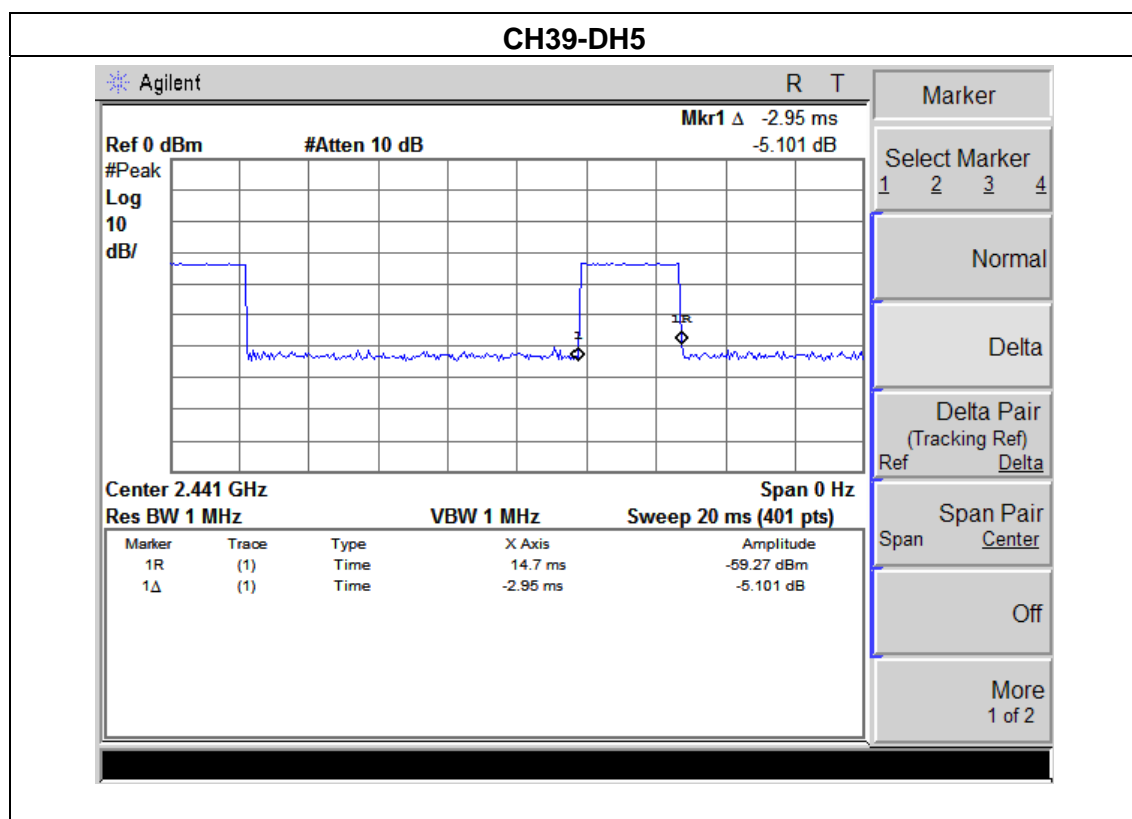 CH39-DH5
Agilent R T
Mkr1 Δ -2.95 ms
Ref 0 dBm #Atten 10 dB -5.101 dB
#Peak
Log
10
dB/
1
1R
Center 2.441 GHz Span 0 Hz
Res BW 1 MHz VBW 1 MHz Sweep 20 ms (401 pts)
Marker Trace Type X Axis Amplitude
1R (1) Time 14.7 ms -59.27 dBm
1Δ (1) Time -2.95 ms -5.101 dB
Marker
Select Marker
1 2 3 4
Normal
Delta
Delta Pair
(Tracking Ref)
Ref Delta
Span Pair
Span Center
Off
More
1 of 2